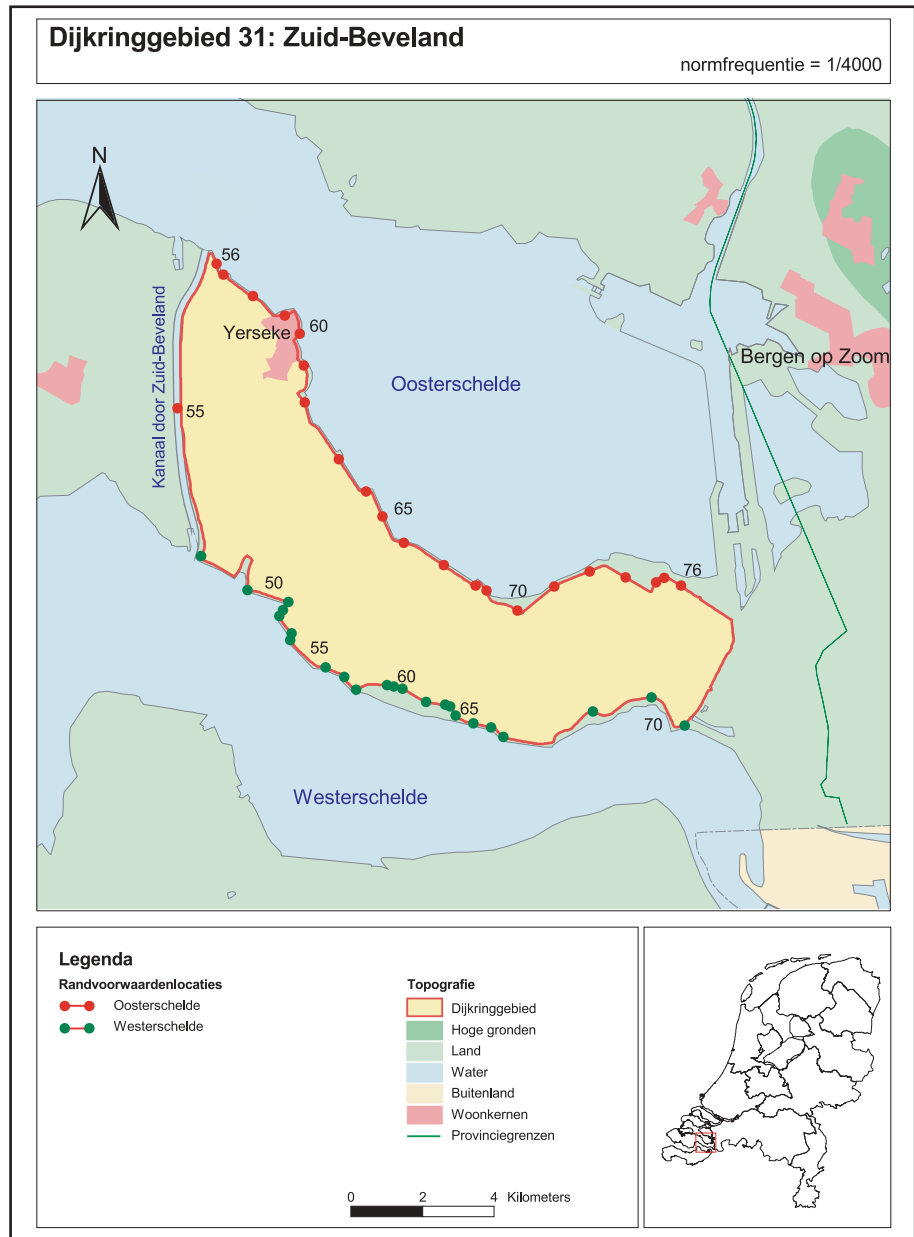 Dijkringgebied 31: Zuid-Beveland
normfrequentie = 1/4000
N
56
Yerseke
60
Bergen op Zoom
Oosterschelde
Kanaal door Zuid-Beveland
55
65
76
50
70
55
60
65
70
Westerschelde
Legenda
Randvoorwaardenlocaties
Oosterschelde
Westerschelde
Topografie
Dijkringgebied
Hoge gronden
Land
Water
Buitenland
Woonkernen
Provinciegrenzen
0 2 4 Kilometers